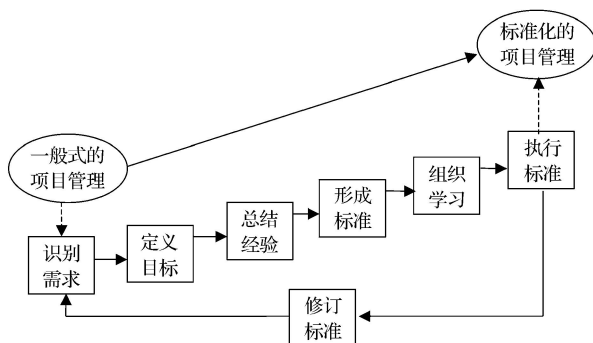 标准化的
项目管理
一般式的
项目管理
执行
标准
组织
学习
形成
标准
总结
经验
定义
目标
识别
需求
修订
标准